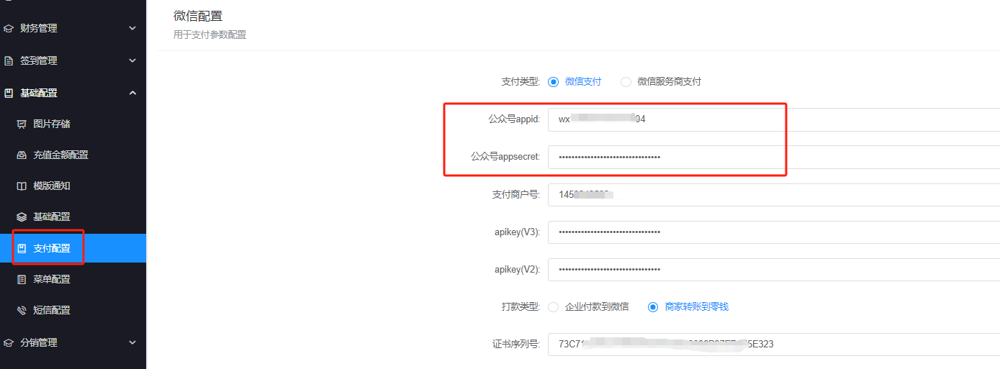 微信配置
用于支付参数配置
财务管理
签到管理
基础配置
图片存储
充值金额配置
模版通知
基础配置
支付配置
菜单配置
短信配置
分销管理
支付类型: 微信支付 微信服务商支付
公众号appid: wx 04
公众号appsecret: ••••••••••••••••••••••••••••••••
支付商户号: 145
apikey(V3): ••••••••••••••••••••••••••••••••
apikey(V2): ••••••••••••••••••••••••••••••••
打款类型: 企业付款到微信 商家转账到零钱
证书序列号: 73C71 5E323